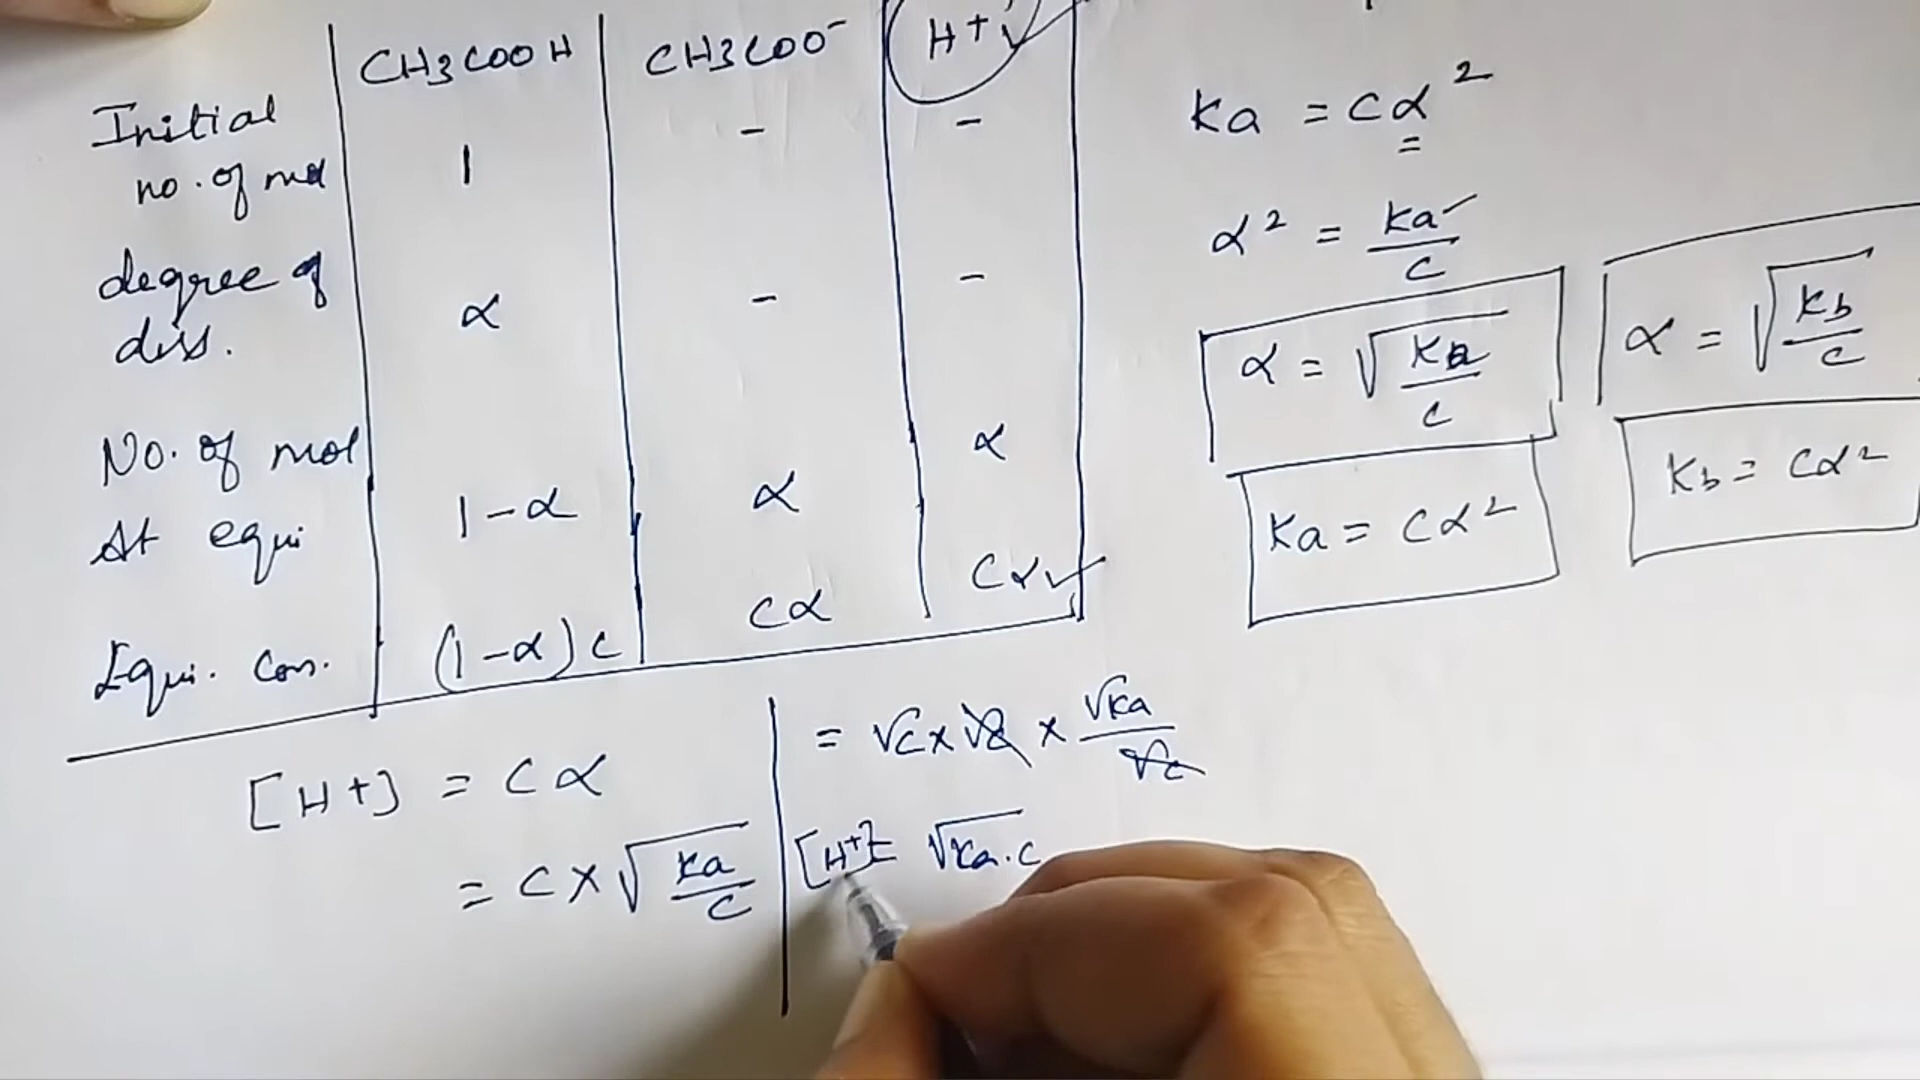 CH3COOH CH3COO⁻ H⁺ ✓
Initial
no. of mol 1 - -
degree of
diss. α - -
No. of mol
At equi 1-α α α
Equi. Con. (1-α)c cα cα ✓
[H+] = cα
= c × √(ka/c)
= √c × √c × √ka/√c
[H⁺] = √ka.c
ka = cα²
α² = ka/c
α = √(ka/c)
ka = cα²
α = √(kb/c)
kb = cα²